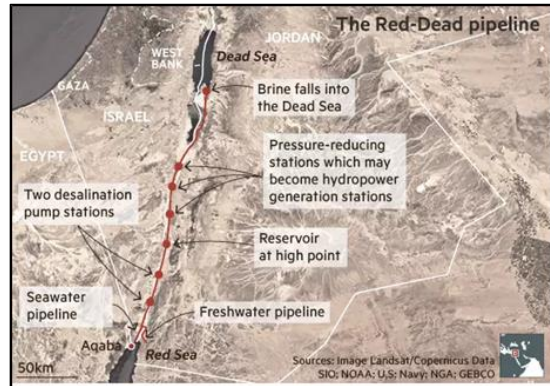 The Red-Dead pipeline
JORDAN
WEST
BANK
Dead Sea
GAZA
Brine falls into
the Dead Sea
ISRAEL
EGYPT
Pressure-reducing
stations which may
become hydropower
generation stations
Two desalination
pump stations
Reservoir
at high point
Seawater
pipeline
Freshwater pipeline
Aqaba
Red Sea
50km
Sources: Image Landsat/Copernicus Data
SIO; NOAA; U.S; Navy; NGA; GEBCO